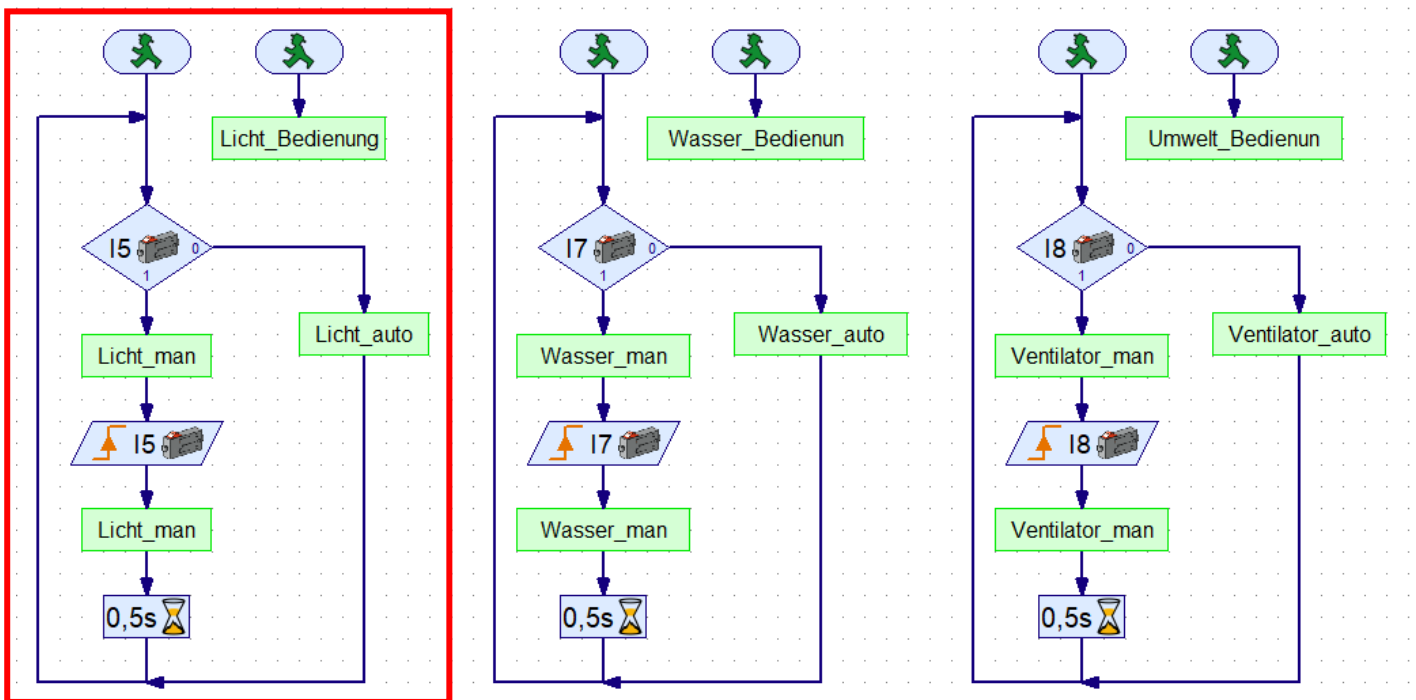 Licht_Bedienung
I5
0
1
Licht_auto
Licht_man
I5
Licht_man
0,5s
Wasser_Bedienun
I7
0
1
Wasser_auto
Wasser_man
I7
Wasser_man
0,5s
Umwelt_Bedienun
I8
0
1
Ventilator_auto
Ventilator_man
I8
Ventilator_man
0,5s